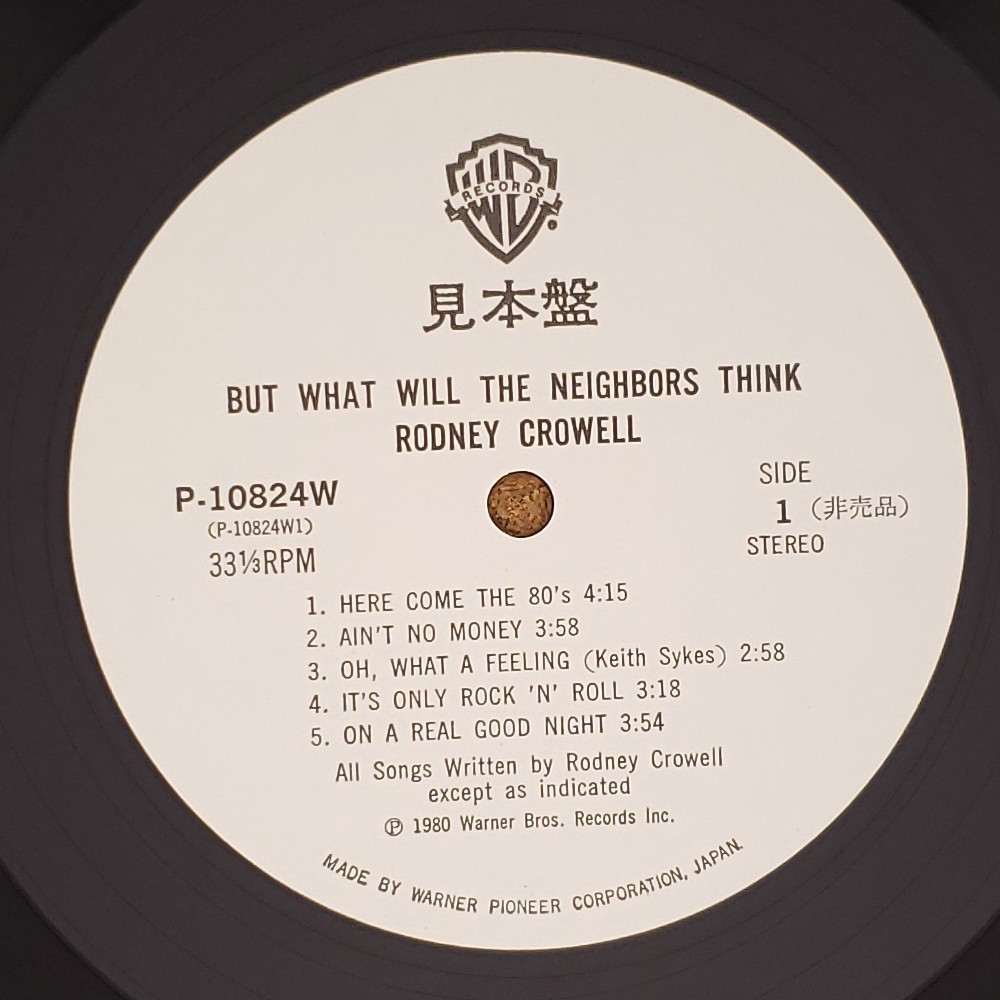 WB
RECORDS
®
見本盤
BUT WHAT WILL THE NEIGHBORS THINK
RODNEY CROWELL
P-10824W
(P-10824W1)
33⅓RPM
SIDE
1 (非売品)
STEREO
1. HERE COME THE 80's 4:15
2. AIN'T NO MONEY 3:58
3. OH, WHAT A FEELING (Keith Sykes) 2:58
4. IT'S ONLY ROCK 'N' ROLL 3:18
5. ON A REAL GOOD NIGHT 3:54
All Songs Written by Rodney Crowell
except as indicated
℗ 1980 Warner Bros. Records Inc.
MADE BY WARNER PIONEER CORPORATION, JAPAN.